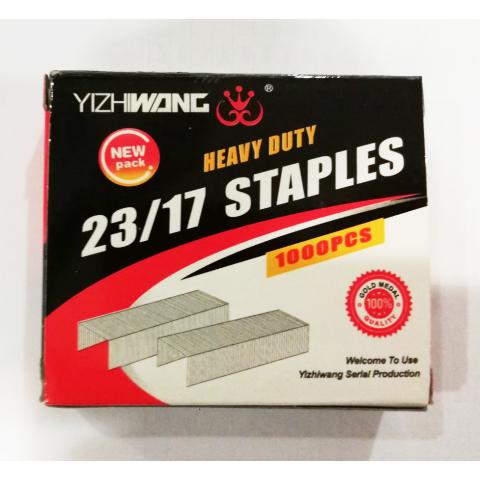 YIZHIWANG ®
NEW
pack.
HEAVY DUTY
23/17 STAPLES
1000PCS
GOLD MEDAL
100%
QUALITY
Welcome To Use
Yizhiwang Serial Production